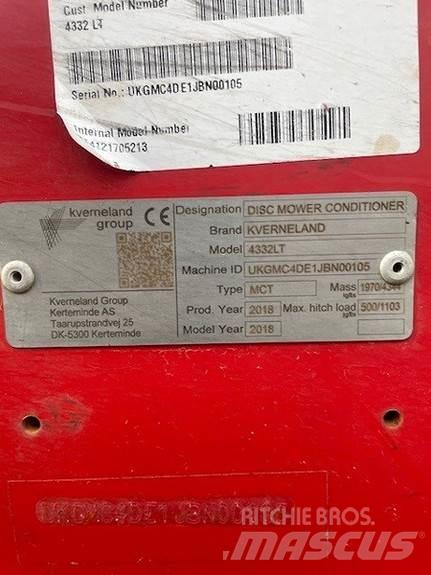 Cust. Model Number
4332 LT
Serial No.: UKGMC4DE1JBN00105
Internal Model Number
4121705213
a
kverneland
group
CE
Kverneland Group
Kerteminde AS
Taarupstrandvej 25
DK-5300 Kerteminde
Designation DISC MOWER CONDITIONER
Brand KVERNELAND
Model 4332LT
Machine ID UKGMC4DE1JBN00105
Type MCT Mass kg/lbs 1970/4344
Prod. Year 2018 Max. hitch load kg/lbs 500/1103
Model Year 2018
UKGMC4DE1JBN00105
RITCHIE BROS.
MASCUS